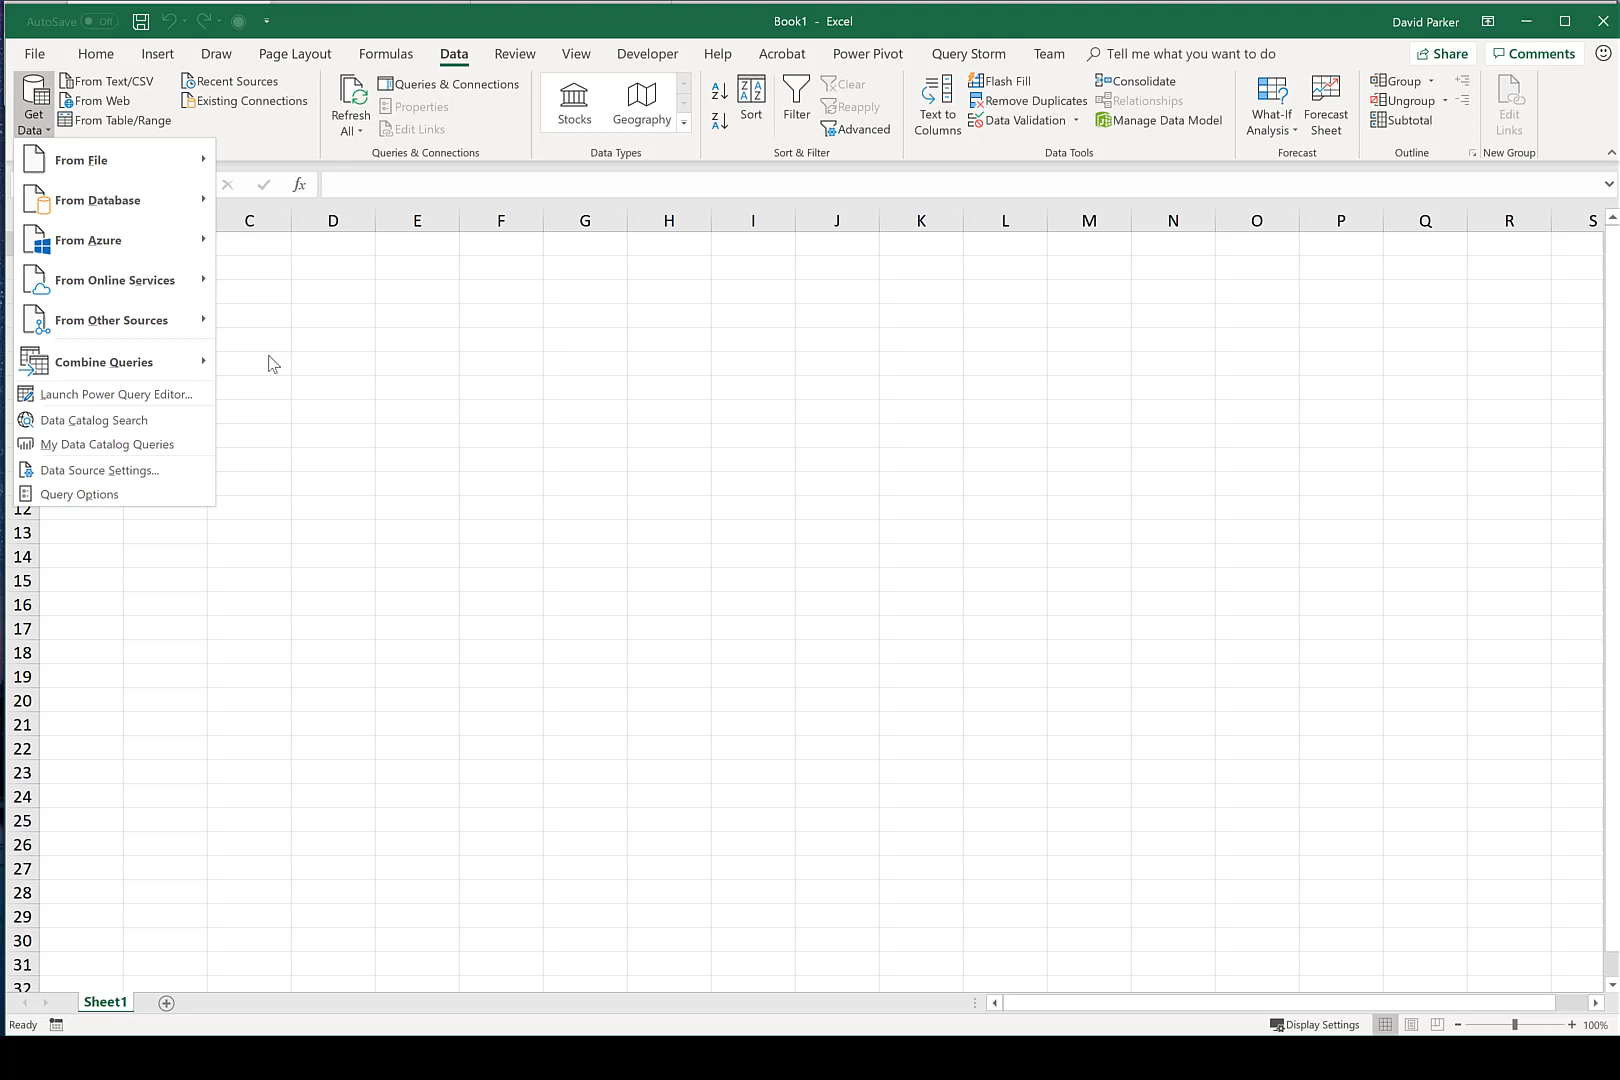 AutoSave Off
Book1 - Excel
David Parker
File Home Insert Draw Page Layout Formulas Data Review View Developer Help Acrobat Power Pivot Query Storm Team Tell me what you want to do
Share Comments
Get Data
From Text/CSV
From Web
From Table/Range
Recent Sources
Existing Connections
Refresh All
Queries & Connections
Properties
Edit Links
Queries & Connections
Stocks
Geography
Data Types
Sort
Filter
Clear
Reapply
Advanced
Sort & Filter
Text to Columns
Flash Fill
Remove Duplicates
Data Validation
Consolidate
Relationships
Manage Data Model
Data Tools
What-If Analysis
Forecast Sheet
Forecast
Group
Ungroup
Subtotal
Outline
Edit Links
New Group
From File
From Database
From Azure
From Online Services
From Other Sources
Combine Queries
Launch Power Query Editor...
Data Catalog Search
My Data Catalog Queries
Data Source Settings...
Query Options
fx
C D E F G H I J K L M N O P Q R S
12
13
14
15
16
17
18
19
20
21
22
23
24
25
26
27
28
29
30
31
32
Sheet1
Ready
Display Settings
100%